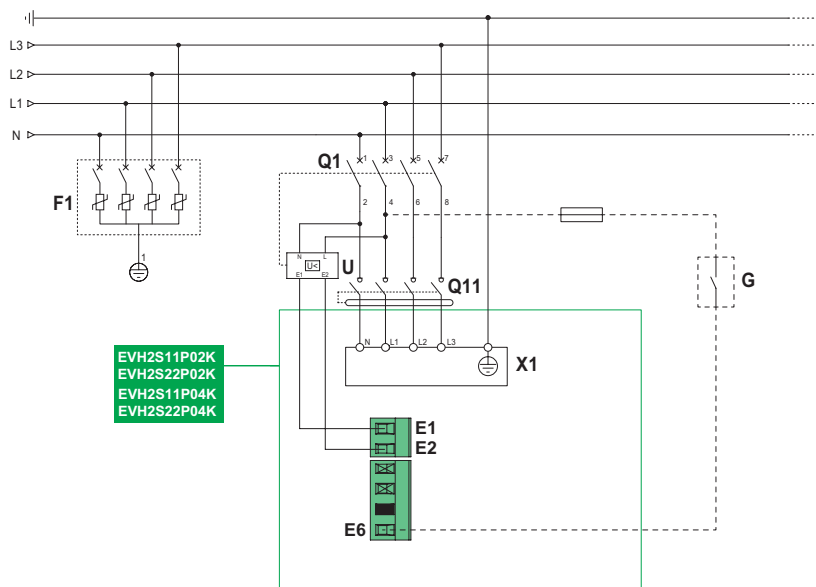 L3
L2
L1
N
Q1
1
3
5
7
F1
2
4
6
8
1
N
L
U<
U
E1
E2
Q11
G
EVH2S11P02K
EVH2S22P02K
EVH2S11P04K
EVH2S22P04K
N
L1
L2
L3
X1
E1
E2
E6